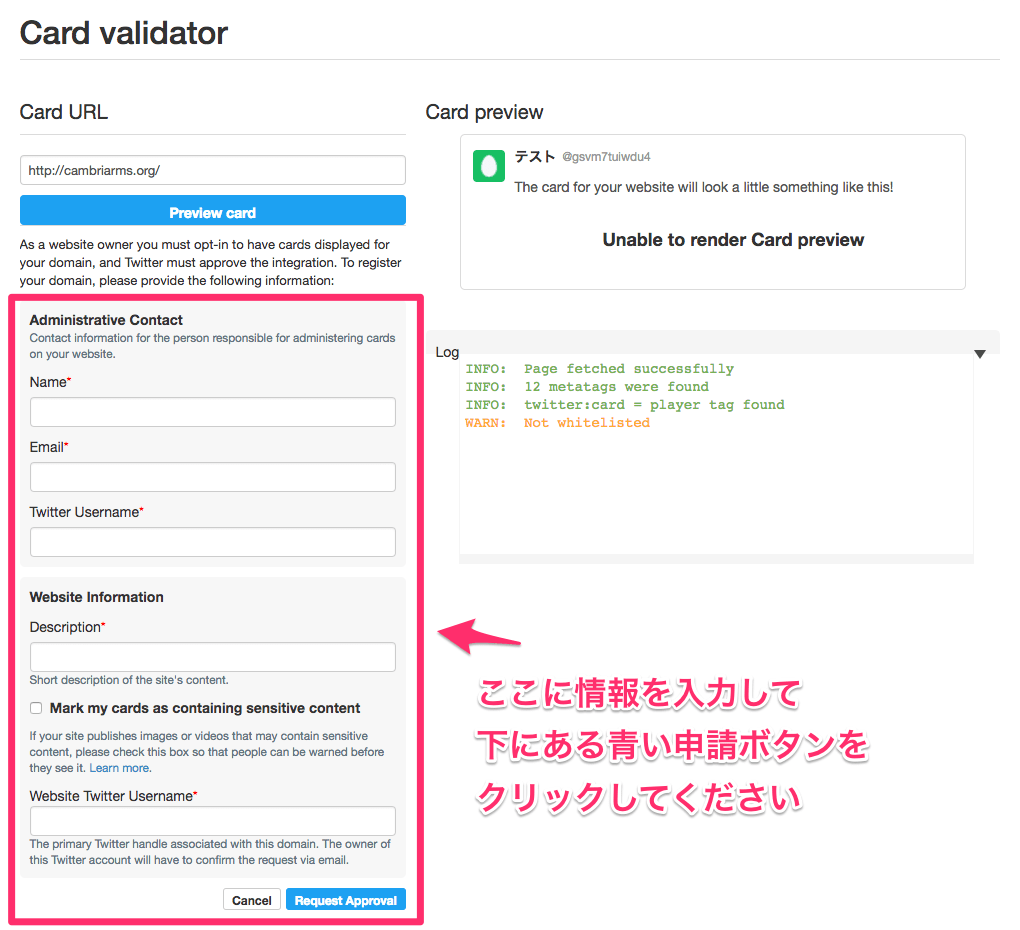 Card validator
Card URL
http://cambriarms.org/
Preview card
As a website owner you must opt-in to have cards displayed for
your domain, and Twitter must approve the integration. To register
your domain, please provide the following information:
Administrative Contact
Contact information for the person responsible for administering cards
on your website.
Name*
Email*
Twitter Username*
Website Information
Description*
Short description of the site's content.
Mark my cards as containing sensitive content
If your site publishes images or videos that may contain sensitive
content, please check this box so that people can be warned before
they see it. Learn more.
Website Twitter Username*
The primary Twitter handle associated with this domain. The owner of
this Twitter account will have to confirm the request via email.
Cancel
Request Approval
Card preview
テスト @gsvm7tuiwdu4
The card for your website will look a little something like this!
Unable to render Card preview
Log
INFO: Page fetched successfully
INFO: 12 metatags were found
INFO: twitter:card = player tag found
WARN: Not whitelisted
ここに情報を入力して
下にある青い申請ボタンを
クリックしてください